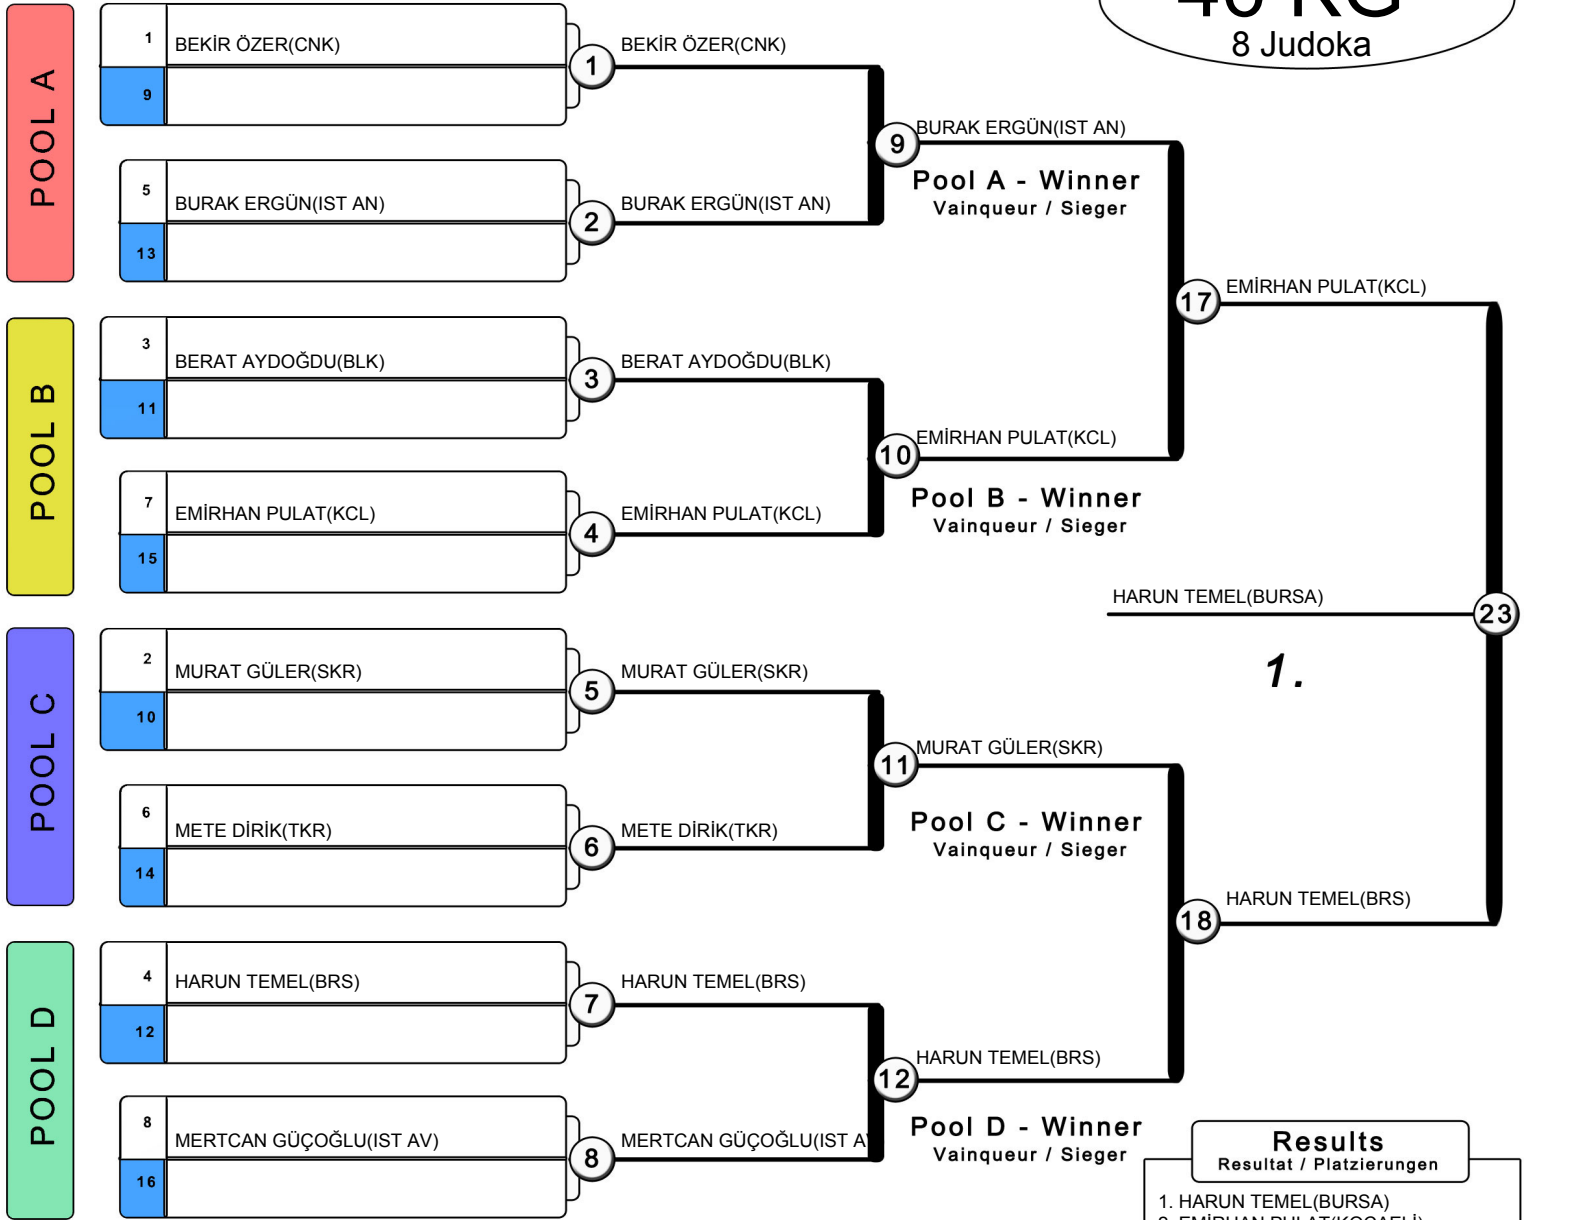 46 KG
8 Judoka
POOL A
1 BEKİR ÖZER(CNK)
9
1
BEKİR ÖZER(CNK)
5 BURAK ERGÜN(IST AN)
13
2
BURAK ERGÜN(IST AN)
9
BURAK ERGÜN(IST AN)
Pool A - Winner
Vainqueur / Sieger
POOL B
3 BERAT AYDOĞDU(BLK)
11
3
BERAT AYDOĞDU(BLK)
7 EMİRHAN PULAT(KCL)
15
4
EMİRHAN PULAT(KCL)
10
EMİRHAN PULAT(KCL)
Pool B - Winner
Vainqueur / Sieger
17
EMİRHAN PULAT(KCL)
HARUN TEMEL(BURSA)
23
1.
POOL C
2 MURAT GÜLER(SKR)
10
5
MURAT GÜLER(SKR)
6 METE DİRİK(TKR)
14
6
METE DİRİK(TKR)
11
MURAT GÜLER(SKR)
Pool C - Winner
Vainqueur / Sieger
18
HARUN TEMEL(BRS)
POOL D
4 HARUN TEMEL(BRS)
12
7
HARUN TEMEL(BRS)
8 MERTCAN GÜÇOĞLU(IST AV)
16
8
MERTCAN GÜÇOĞLU(IST A
12
HARUN TEMEL(BRS)
Pool D - Winner
Vainqueur / Sieger
Results
Resultat / Platzierungen
1. HARUN TEMEL(BURSA)
2. EMİRHAN PULAT(KOCAELİ)